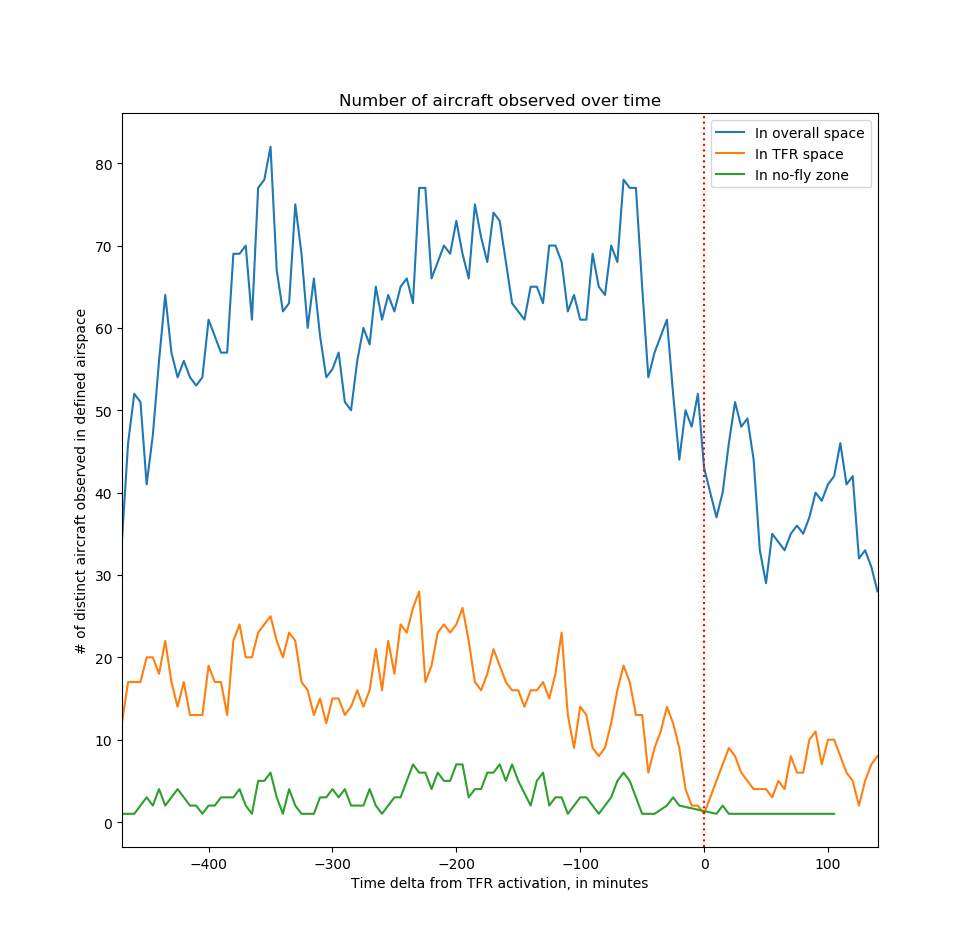 Number of aircraft observed over time
In overall space
In TFR space
In no-fly zone
# of distinct aircraft observed in defined airspace
80
70
60
50
40
30
20
10
0
−400
−300
−200
−100
0
100
Time delta from TFR activation, in minutes